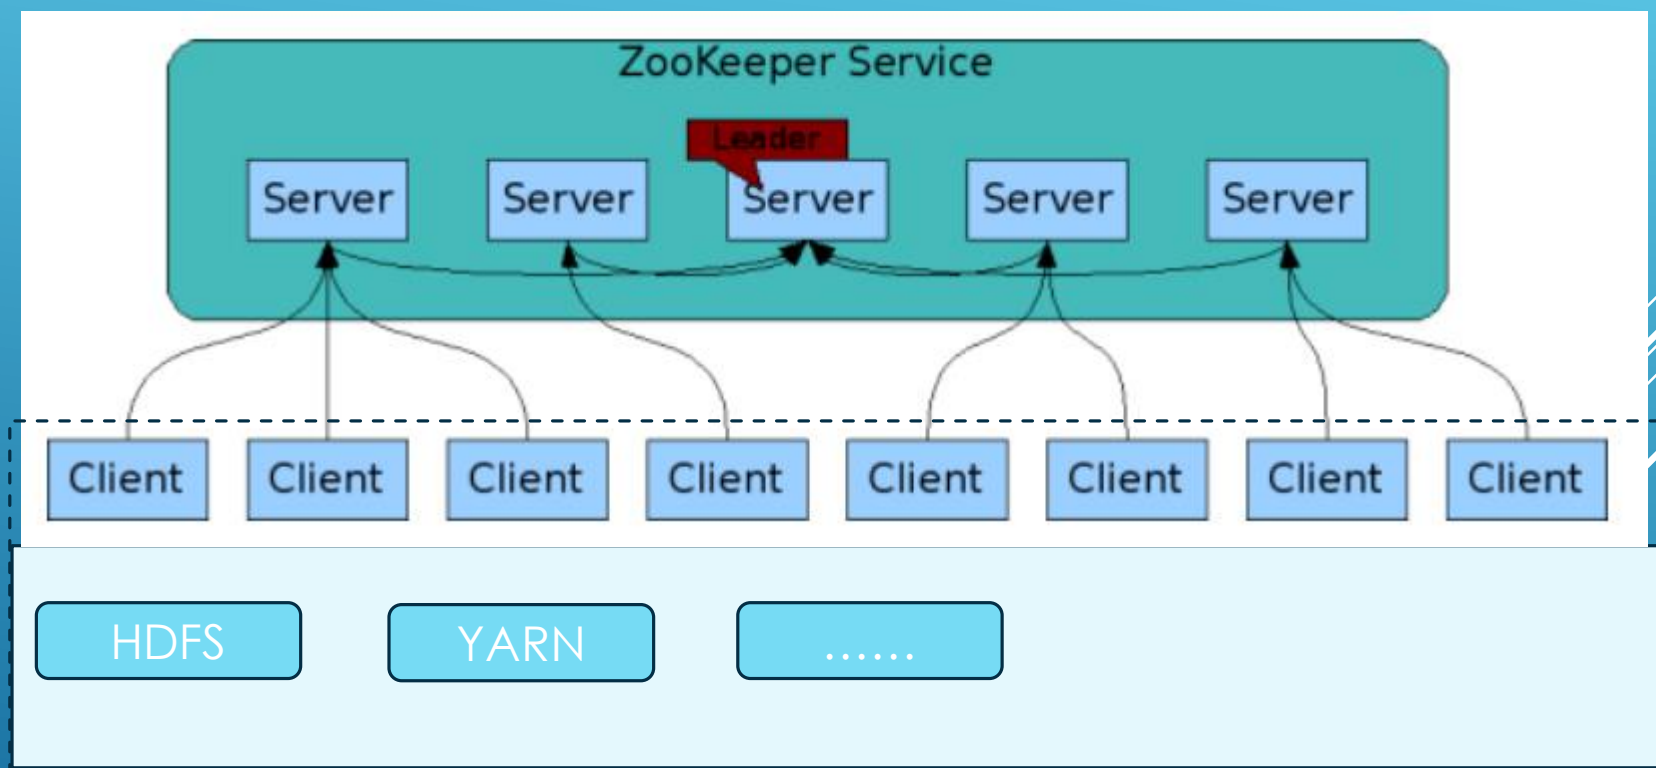 ZooKeeper Service
Leader
Server
Server
Server
Server
Server
Client
Client
Client
Client
Client
Client
Client
Client
HDFS
YARN
......